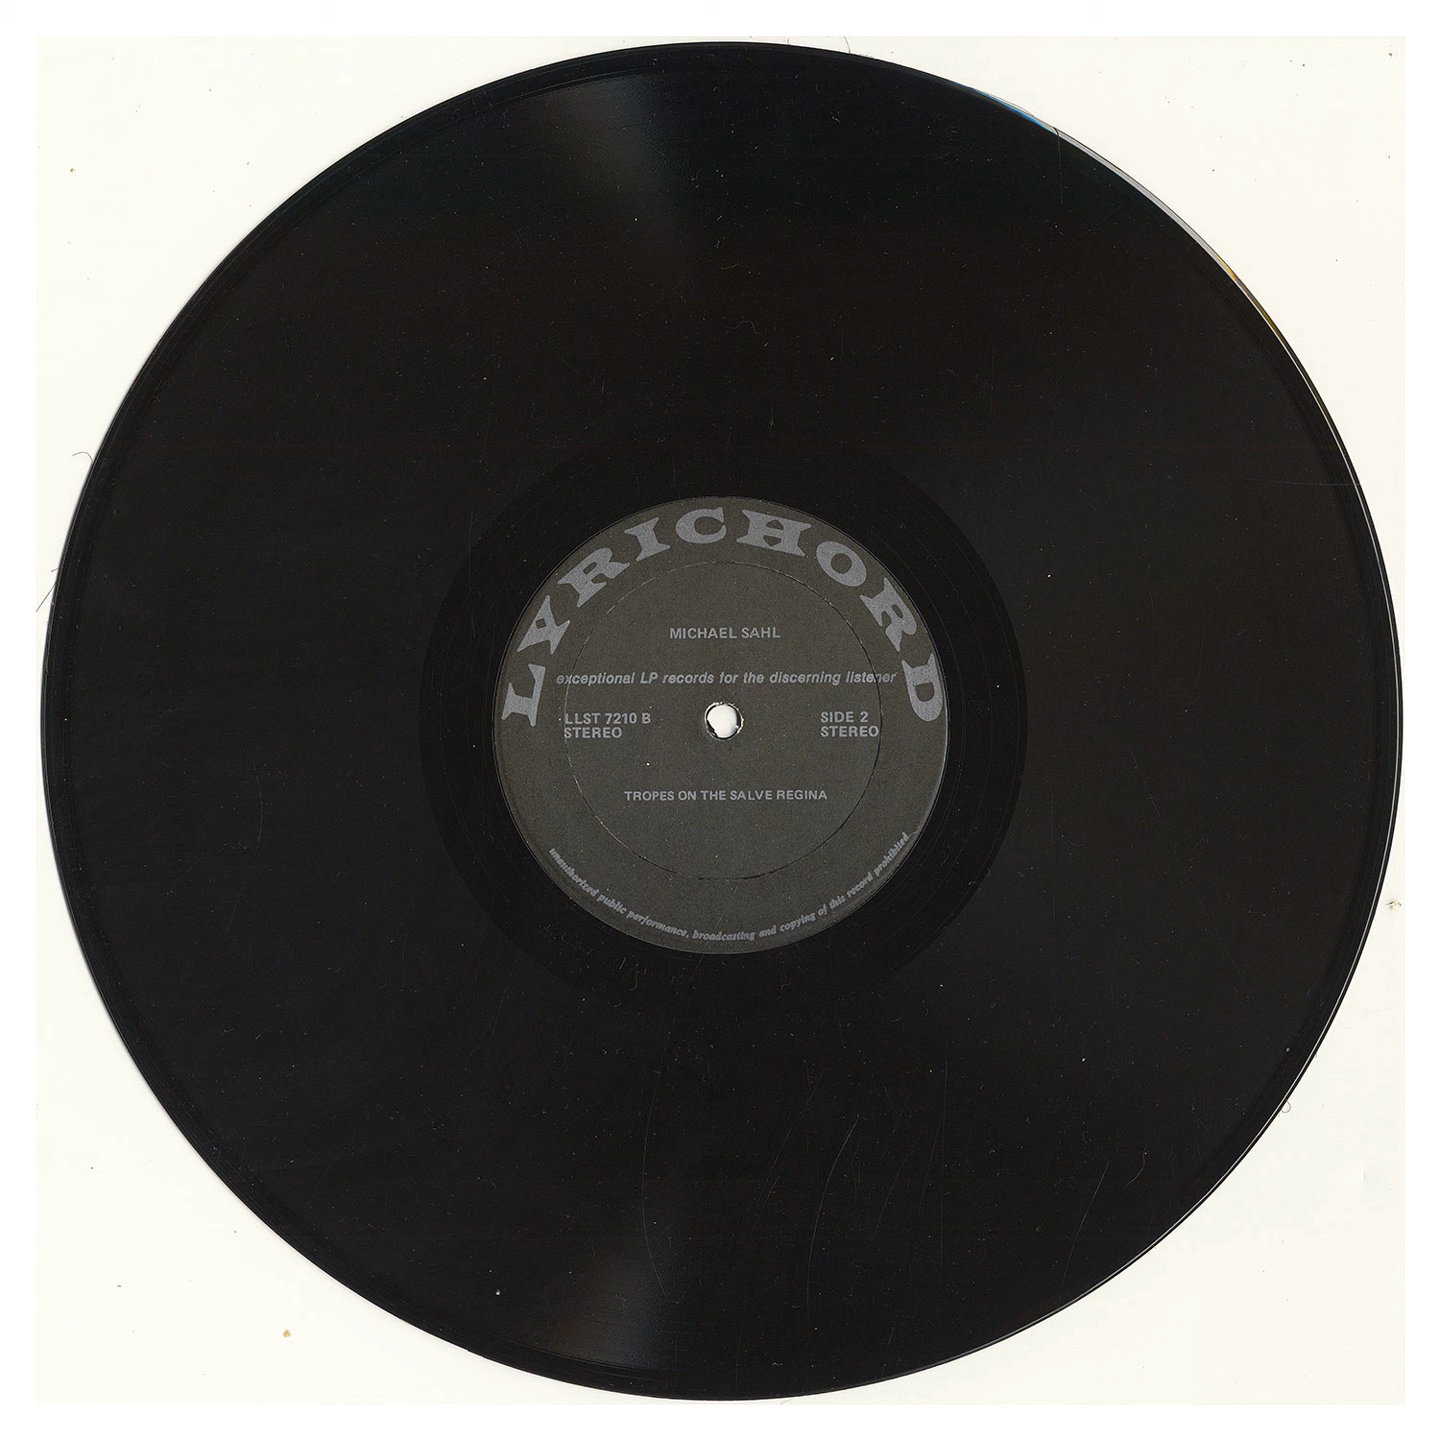 LYRICHORD
MICHAEL SAHL
exceptional LP records for the discerning listener
LLST 7210 B
STEREO
SIDE 2
STEREO
TROPES ON THE SALVE REGINA
unauthorized public performance, broadcasting and copying of this record prohibited